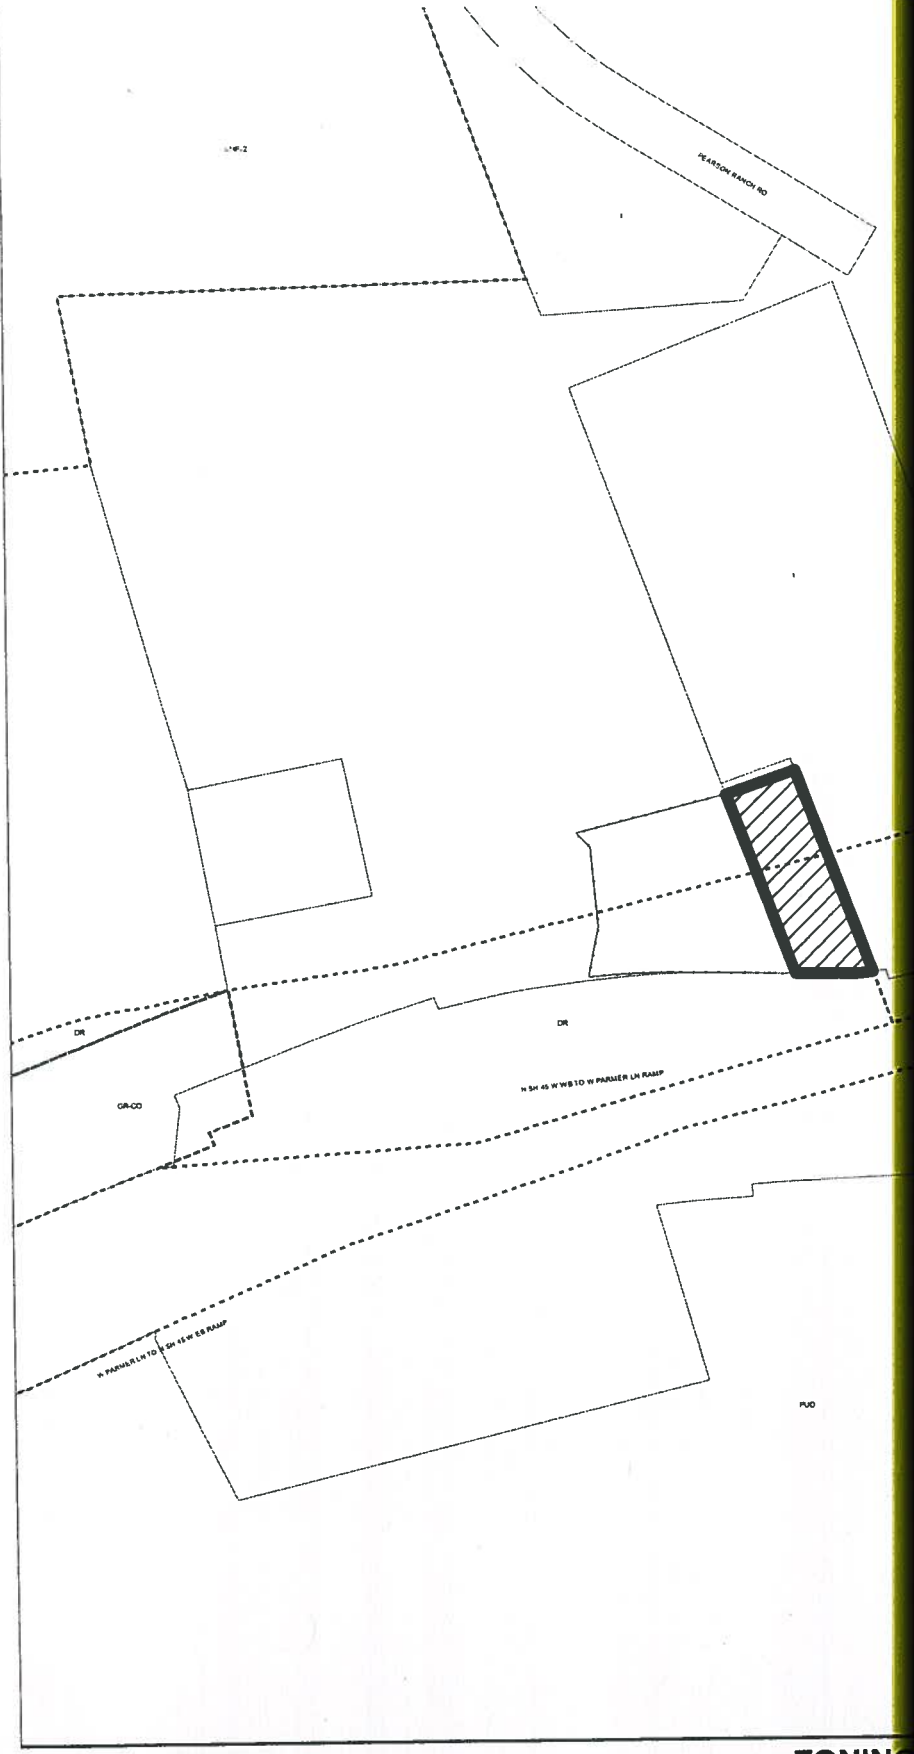 PEARSON RANCH RD
I
I
DR
DR
N SH 45 W WB TO W PARMER LN RAMP
GR-CO
W PARMER LN TO N SH 45 W EB RAMP
PUD